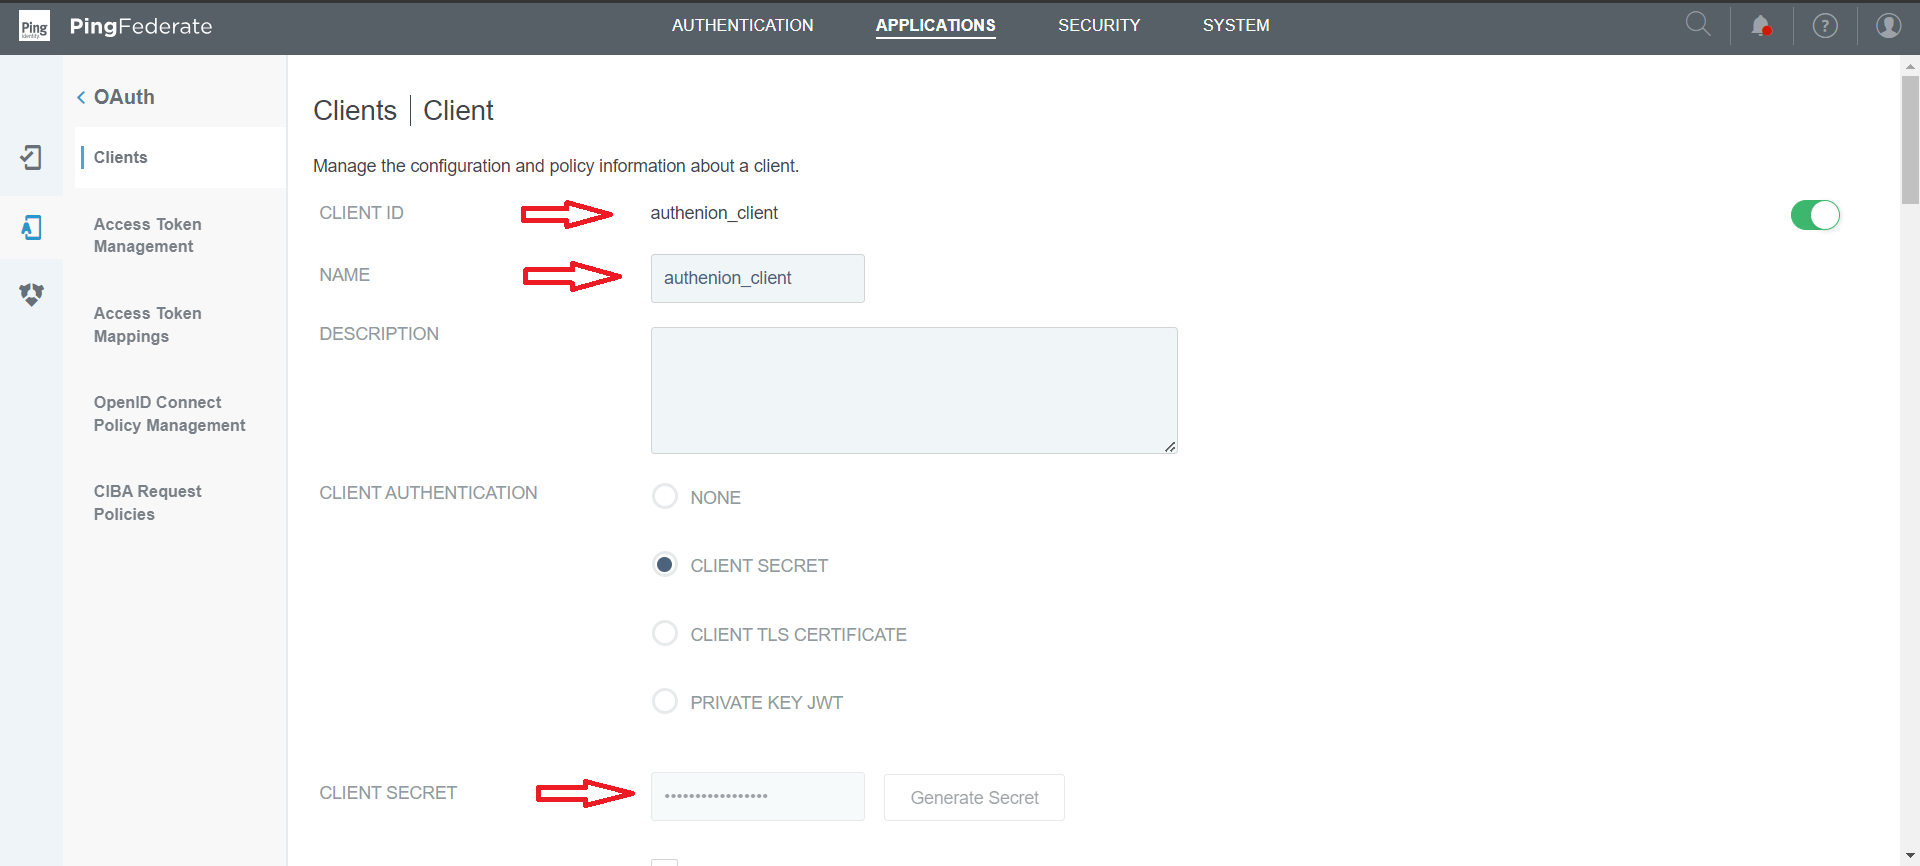 Ping
Identity.
PingFederate
AUTHENTICATION
APPLICATIONS
SECURITY
SYSTEM
?
OAuth
Clients
Access Token
Management
Access Token
Mappings
OpenID Connect
Policy Management
CIBA Request
Policies
Clients | Client
Manage the configuration and policy information about a client.
CLIENT ID
authenion_client
NAME
authenion_client
DESCRIPTION
CLIENT AUTHENTICATION
NONE
CLIENT SECRET
CLIENT TLS CERTIFICATE
PRIVATE KEY JWT
CLIENT SECRET
•••••••••••••••••
Generate Secret